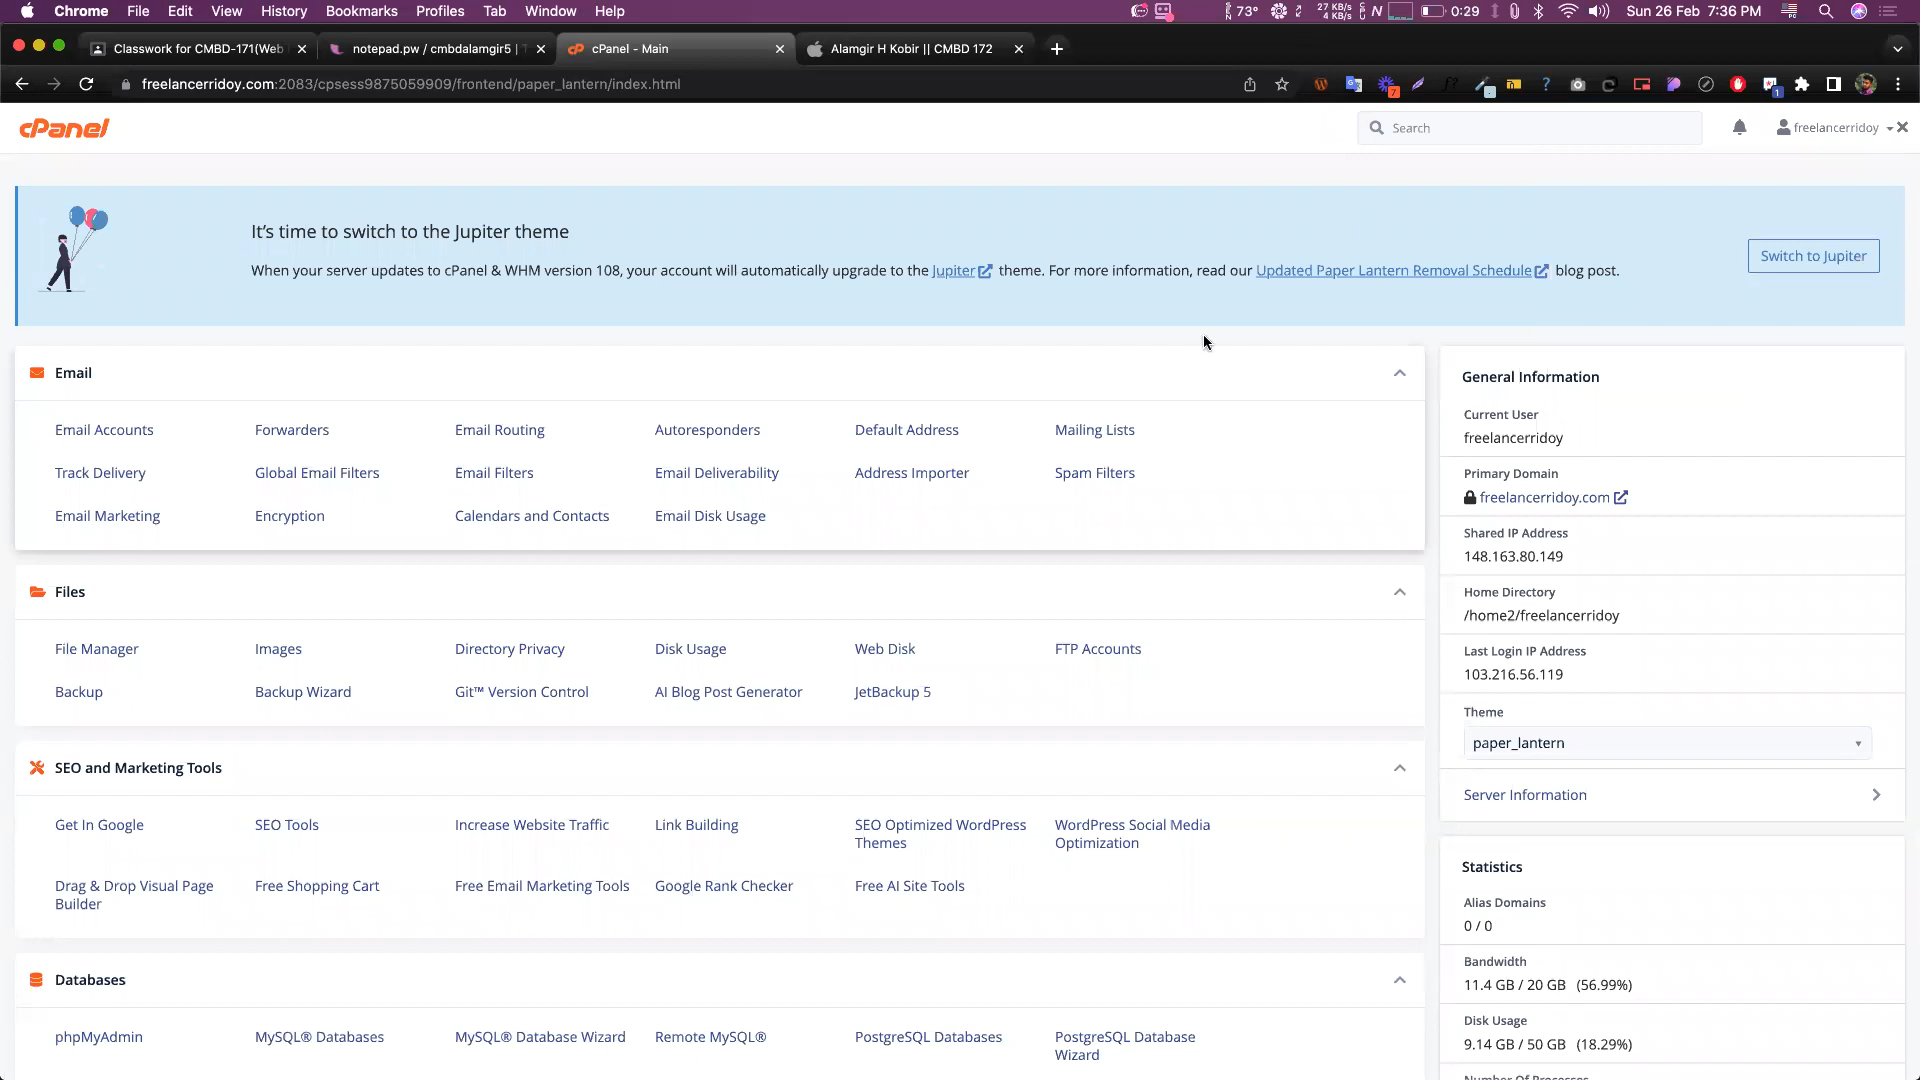 Chrome File Edit View History Bookmarks Profiles Tab Window Help
73° 27 KB/s 4 KB/s N 0:29 Sun 26 Feb 7:36 PM
Classwork for CMBD-171(Web
notepad.pw / cmbdalamgir5 |
cPanel - Main
Alamgir H Kobir || CMBD 172
freelancerridoy.com:2083/cpsess9875059909/frontend/paper_lantern/index.html
7
1
cPanel
Search
freelancerridoy
It's time to switch to the Jupiter theme
When your server updates to cPanel & WHM version 108, your account will automatically upgrade to the Jupiter theme. For more information, read our Updated Paper Lantern Removal Schedule blog post.
Switch to Jupiter
Email
Email Accounts Forwarders Email Routing Autoresponders Default Address Mailing Lists
Track Delivery Global Email Filters Email Filters Email Deliverability Address Importer Spam Filters
Email Marketing Encryption Calendars and Contacts Email Disk Usage
Files
File Manager Images Directory Privacy Disk Usage Web Disk FTP Accounts
Backup Backup Wizard Git™ Version Control AI Blog Post Generator JetBackup 5
SEO and Marketing Tools
Get In Google SEO Tools Increase Website Traffic Link Building
SEO Optimized WordPress
Themes
WordPress Social Media
Optimization
Drag & Drop Visual Page
Builder
Free Shopping Cart Free Email Marketing Tools Google Rank Checker Free AI Site Tools
Databases
phpMyAdmin MySQL® Databases MySQL® Database Wizard Remote MySQL® PostgreSQL Databases
PostgreSQL Database
Wizard
General Information
Current User
freelancerridoy
Primary Domain
freelancerridoy.com
Shared IP Address
148.163.80.149
Home Directory
/home2/freelancerridoy
Last Login IP Address
103.216.56.119
Theme
paper_lantern
Server Information
Statistics
Alias Domains
0 / 0
Bandwidth
11.4 GB / 20 GB (56.99%)
Disk Usage
9.14 GB / 50 GB (18.29%)
Number Of Processes